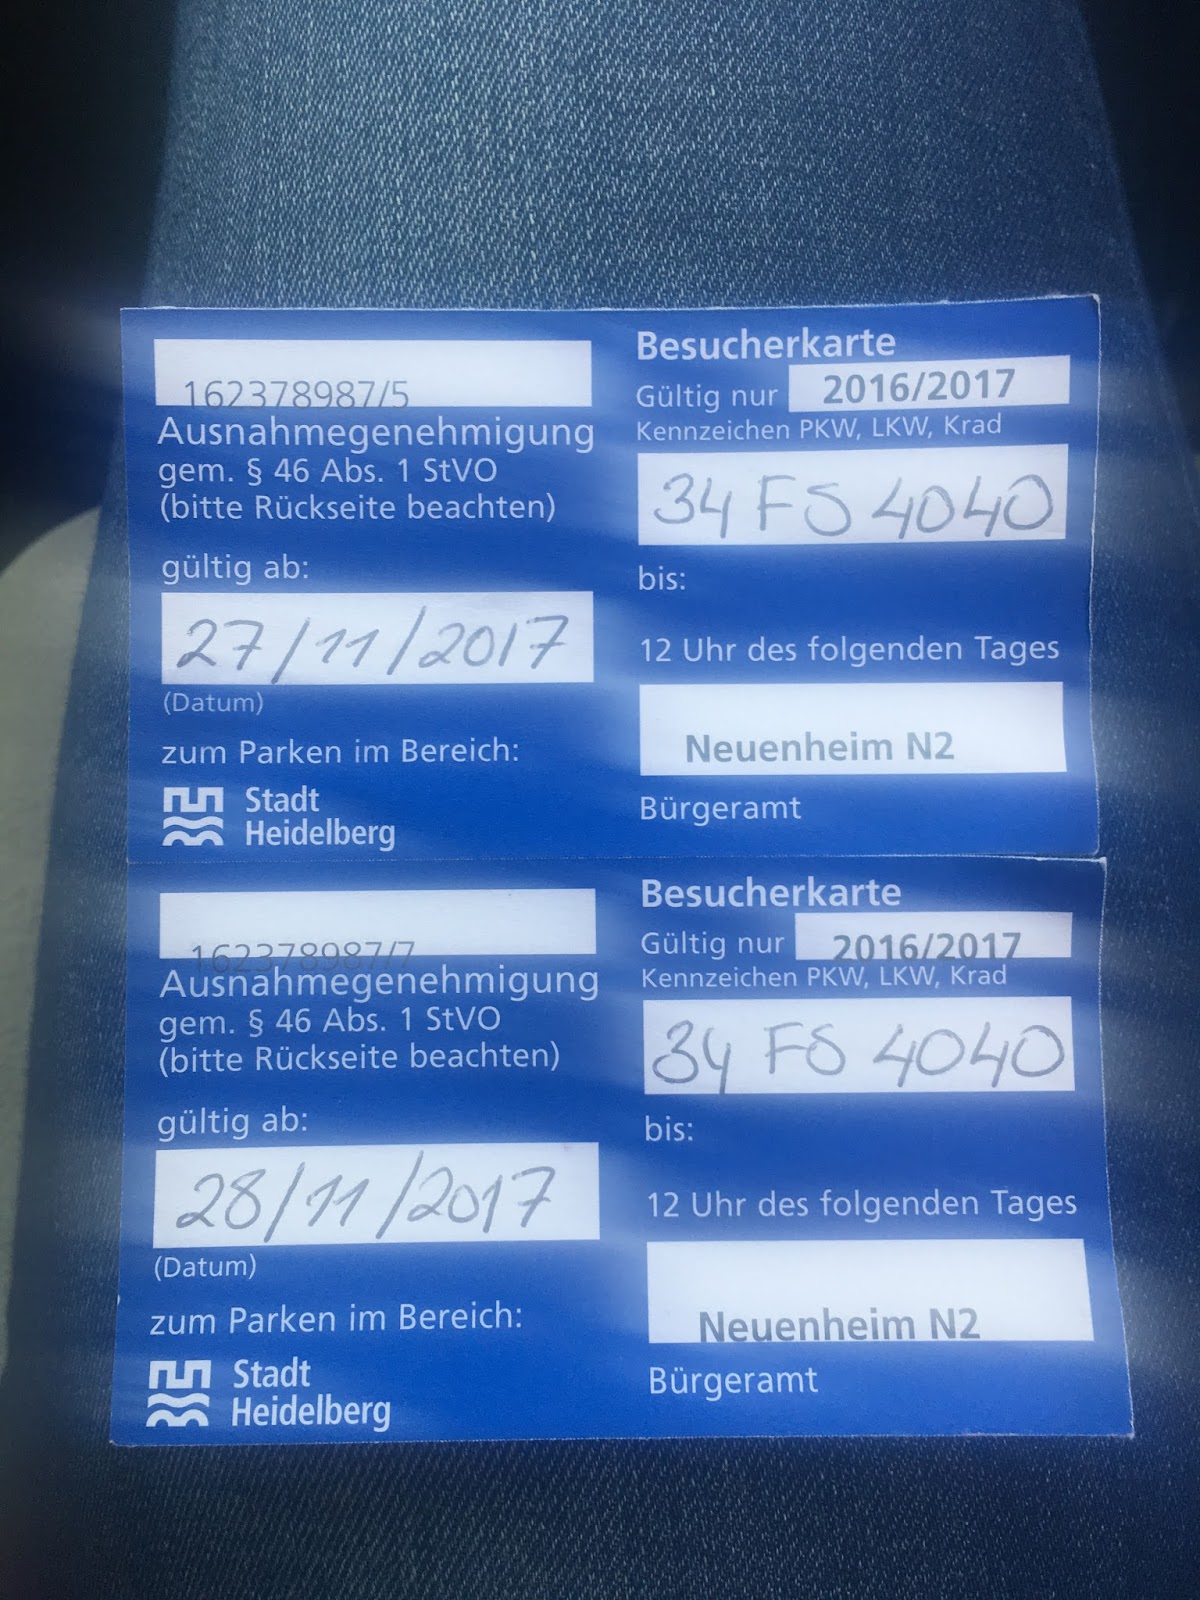 162378987/5
Ausnahmegenehmigung
gem. § 46 Abs. 1 StVO
(bitte Rückseite beachten)
gültig ab:
27/11/2017
(Datum)
zum Parken im Bereich:
Stadt
Heidelberg
Besucherkarte
Gültig nur 2016/2017
Kennzeichen PKW, LKW, Krad
34 FS 4040
bis:
12 Uhr des folgenden Tages
Neuenheim N2
Bürgeramt
162378987/7
Ausnahmegenehmigung
gem. § 46 Abs. 1 StVO
(bitte Rückseite beachten)
gültig ab:
28/11/2017
(Datum)
zum Parken im Bereich:
Stadt
Heidelberg
Besucherkarte
Gültig nur 2016/2017
Kennzeichen PKW, LKW, Krad
34 FS 4040
bis:
12 Uhr des folgenden Tages
Neuenheim N2
Bürgeramt